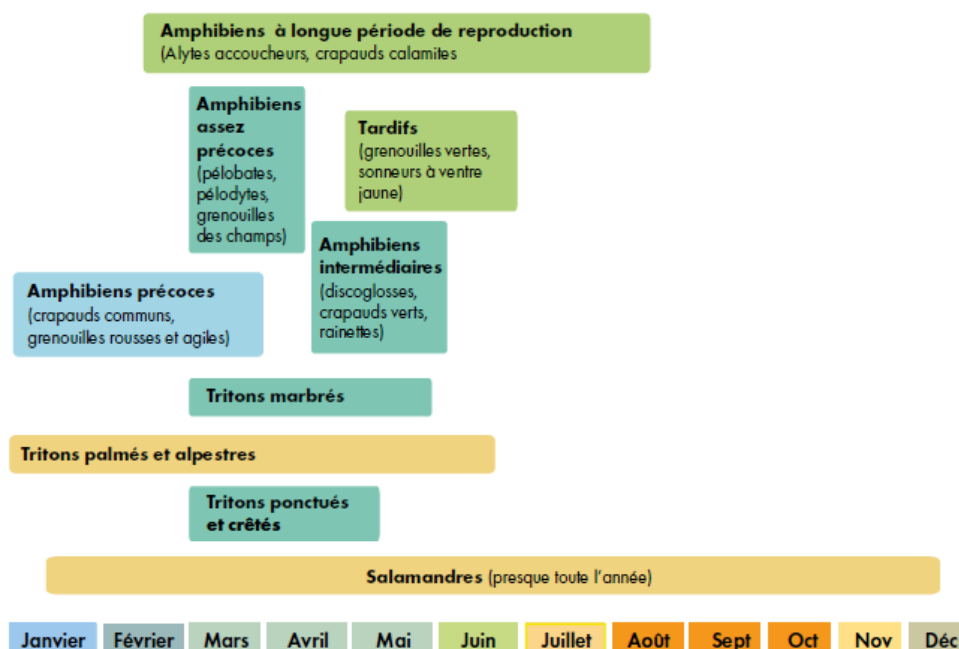 Amphibiens à longue période de reproduction
(Alytes accoucheurs, crapauds calamites
Amphibiens
assez
précoces
(pélobates,
pélodytes,
grenouilles
des champs)
Tardifs
(grenouilles vertes,
sonneurs à ventre
jaune)
Amphibiens
intermédiaires
(discoglosses,
crapauds verts,
rainettes)
Amphibiens précoces
(crapauds communs,
grenouilles rousses et agiles)
Tritons marbrés
Tritons palmés et alpestres
Tritons ponctués
et crêtés
Salamandres (presque toute l'année)
Janvier Février Mars Avril Mai Juin Juillet Août Sept Oct Nov Déc